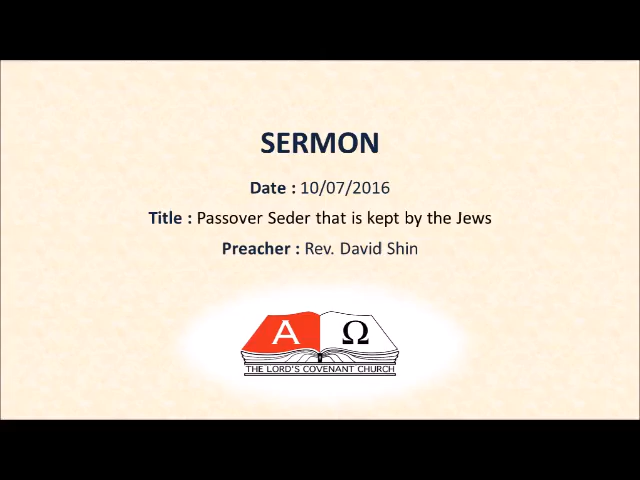 SERMON
Date : 10/07/2016
Title : Passover Seder that is kept by the Jews
Preacher : Rev. David Shin
Α Ω
THE LORD'S COVENANT CHURCH